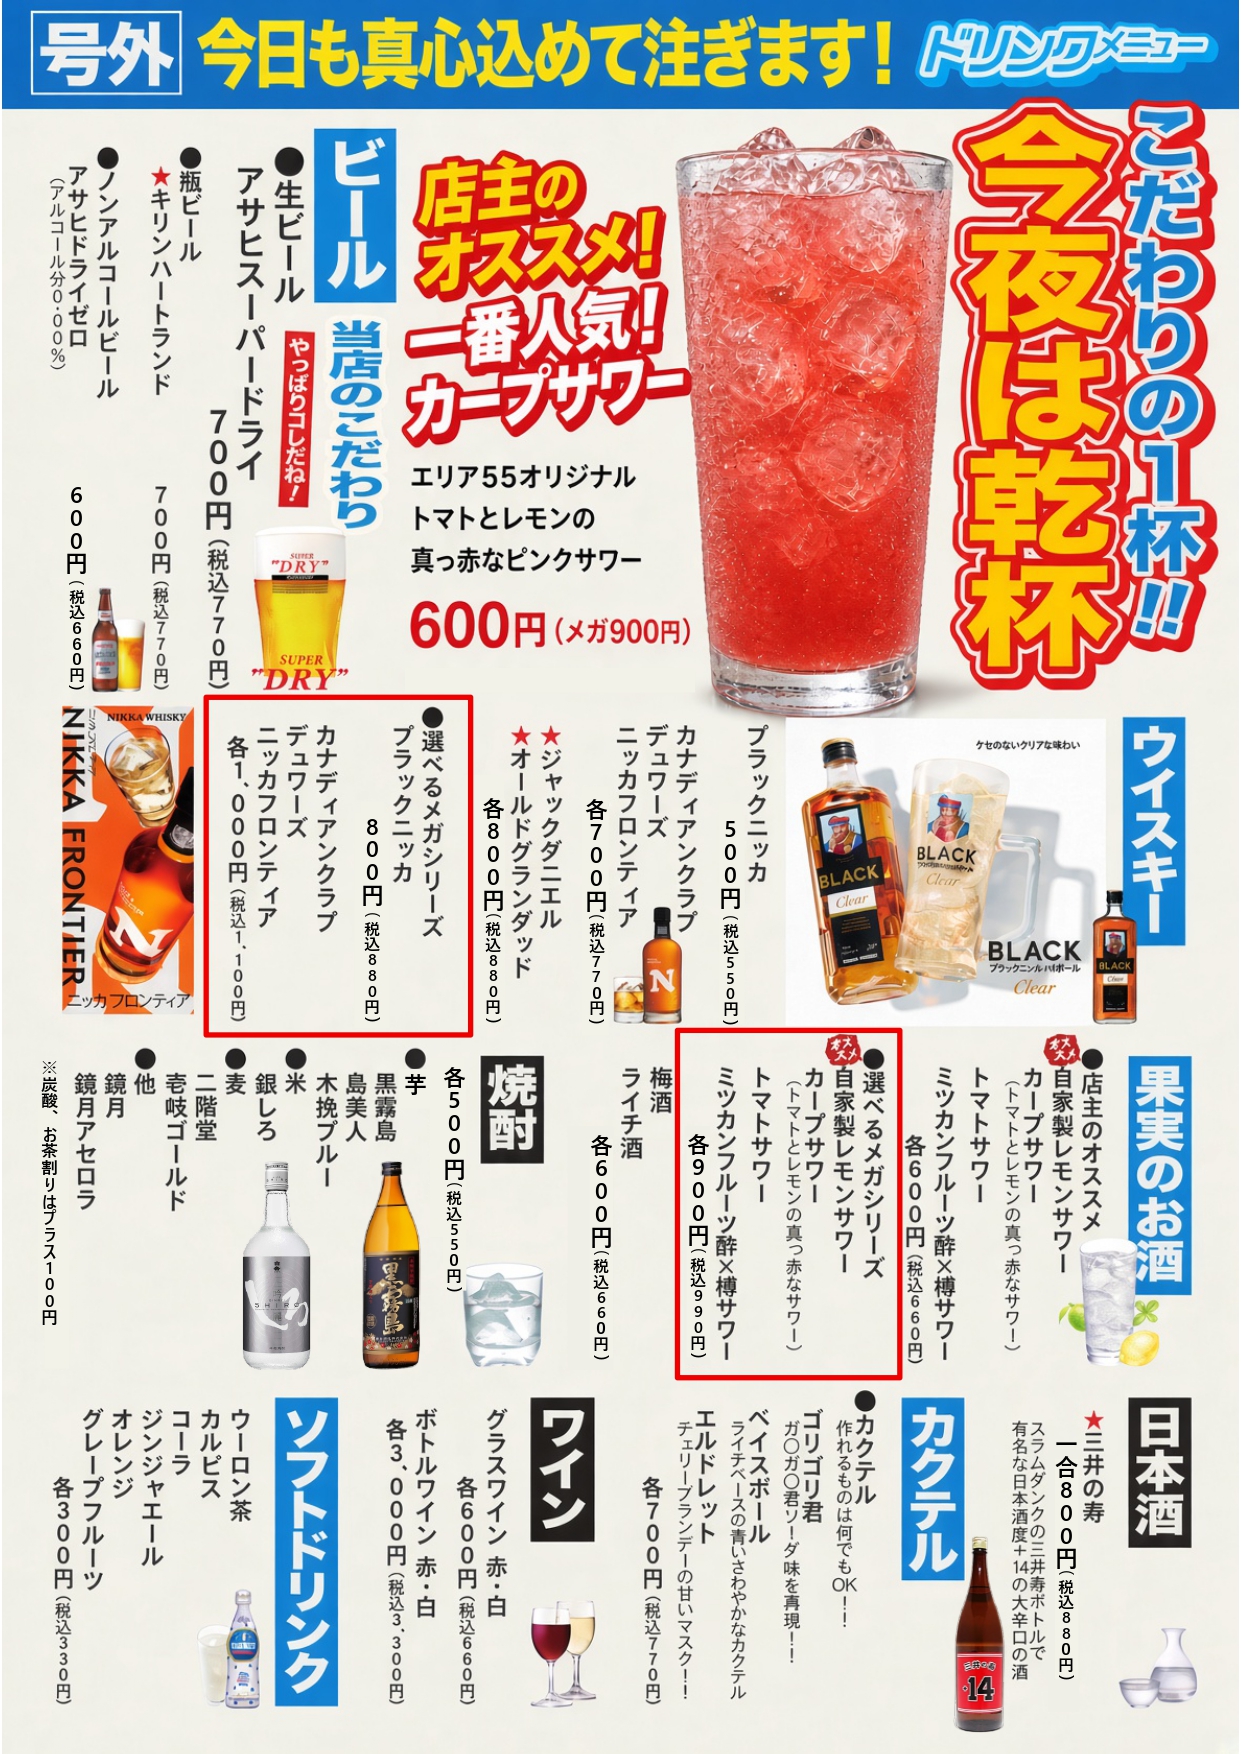 号外
今日も真心込めて注ぎます！
ドリンクメニュー
こだわりの1杯!!
今夜は乾杯
店主の
オススメ！
一番人気！
カープサワー
エリア55オリジナル
トマトとレモンの
真っ赤なピンクサワー
600円（メガ900円）
ビール
当店のこだわり
やっぱりコレだね！
●生ビール
アサヒスーパードライ
700円（税込770円）
●瓶ビール
★キリンハートランド
700円（税込770円）
●ノンアルコールビール
アサヒドライゼロ
（アルコール分0.00％）
600円（税込660円）
SUPER
"DRY"
SUPER
"DRY"
ウイスキー
クセのないクリアな味わい
BLACK
Clear
BLACK
Clear
BLACK
Clear
BLACK
Clear
ブラックニッカ
500円（税込550円）
カナディアンクラブ
デュワーズ
ニッカフロンティア
各700円（税込770円）
N
★ジャックダニエル
★オールドグランダッド
各800円（税込880円）
●選べるメガシリーズ
ブラックニッカ
800円（税込880円）
カナディアンクラブ
デュワーズ
ニッカフロンティア
各1,000円（税込1,100円）
NIKKA WHISKY
NIKKA FRONTIER
N
ニッカ フロンティア
果実のお酒
●店主のオススメ
オススメ
自家製レモンサワー
カープサワー
（トマトとレモンの真っ赤なサワー）
トマトサワー
ミツカンフルーツ酢×樽サワー
各600円（税込660円）
●選べるメガシリーズ
オススメ
自家製レモンサワー
カープサワー
（トマトとレモンの真っ赤なサワー）
トマトサワー
ミツカンフルーツ酢×樽サワー
各900円（税込990円）
梅酒
ライチ酒
各600円（税込660円）
焼酎
各500円（税込550円）
●芋
黒霧島
島美人
木挽ブルー
●米
銀しろ
●麦
二階堂
壱岐ゴールド
●他
鏡月
鏡月アセロラ
※炭酸、お茶割りはプラス100円
しろ
SHIRO
黒霧島
日本酒
★三井の寿
一合800円（税込880円）
スラムダンクの三井寿ボトルで
有名な日本酒度+14の大辛口の酒
三井の寿
+14
カクテル
●カクテル
作れるものは何でもOK！！
ゴリゴリ君
ガ〇ガ〇君ソーダ味を再現！！
ベイスボール
ライチベースの青いさわやかなカクテル
エルドレット
チェリーブランデーの甘いマスク！！
各700円（税込770円）
ワイン
グラスワイン 赤・白
各600円（税込660円）
ボトルワイン 赤・白
各3,000円（税込3,300円）
ソフトドリンク
ウーロン茶
カルピス
コーラ
ジンジャエール
オレンジ
グレープフルーツ
各300円（税込330円）